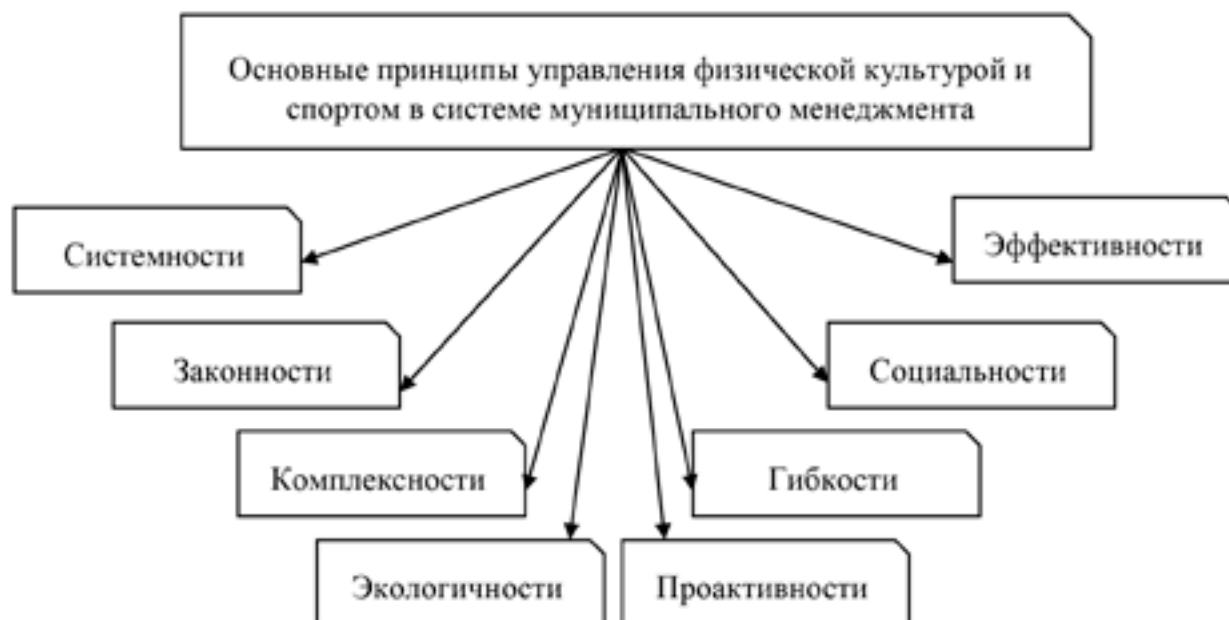 Основные принципы управления физической культурой и
спортом в системе муниципального менеджмента
Системности
Эффективности
Законности
Социальности
Комплексности
Гибкости
Экологичности
Проактивности